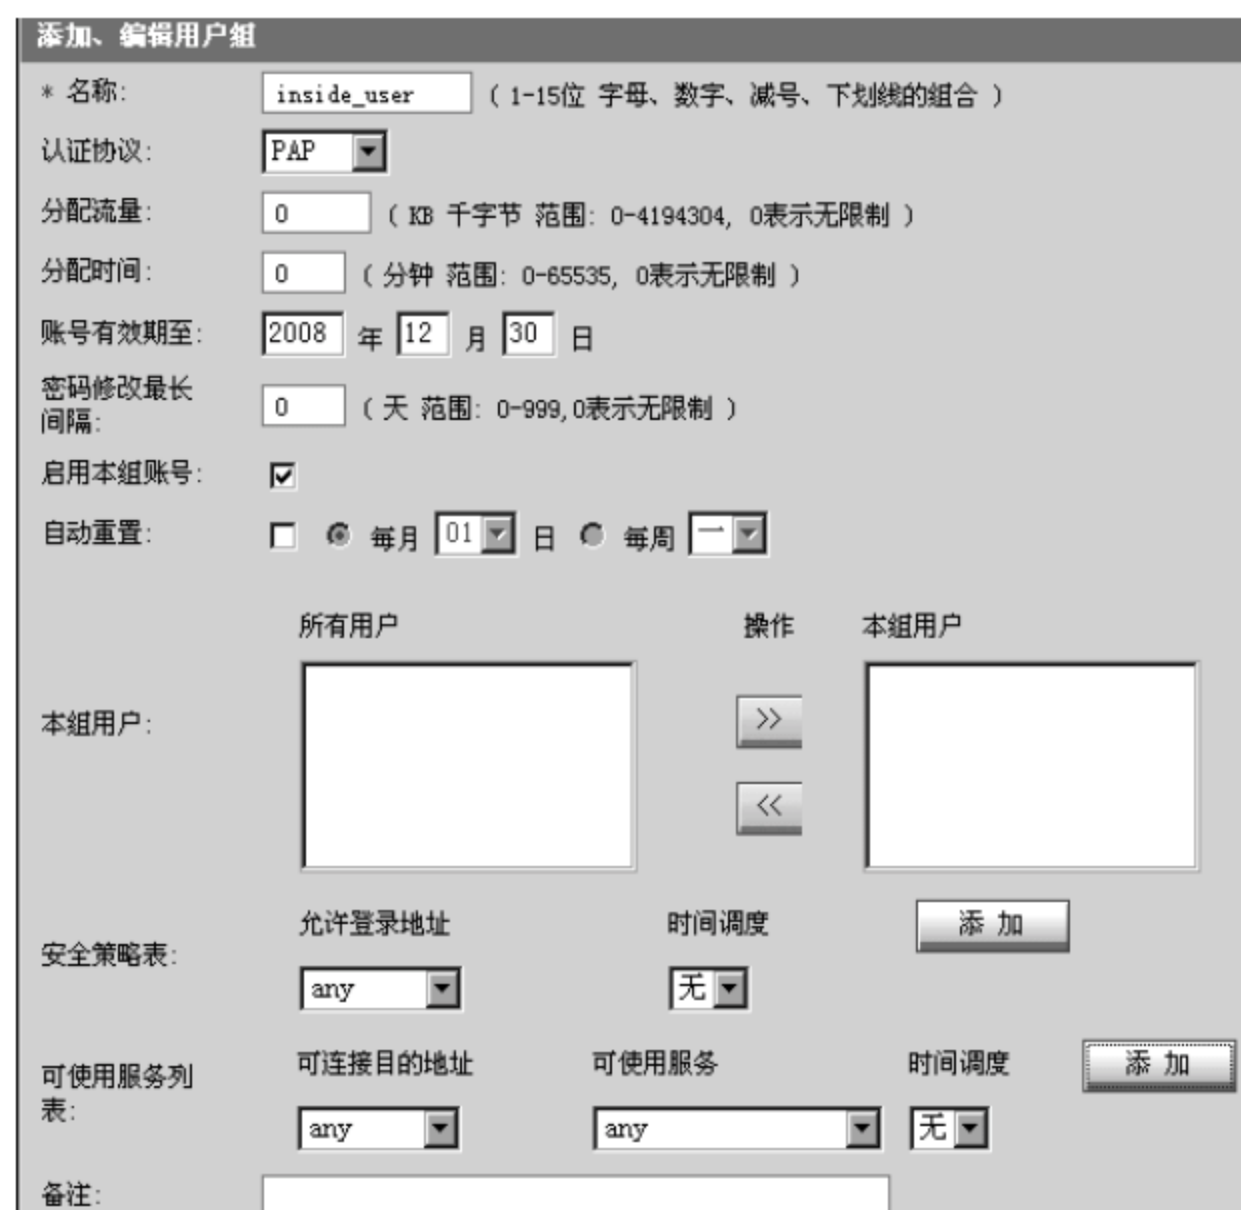 添加、编辑用户组
* 名称: inside_user ( 1-15位 字母、数字、减号、下划线的组合 )
认证协议: PAP
分配流量: 0 ( KB 千字节 范围: 0-4194304, 0表示无限制 )
分配时间: 0 ( 分钟 范围: 0-65535, 0表示无限制 )
账号有效期至: 2008 年 12 月 30 日
密码修改最长
间隔: 0 ( 天 范围: 0-999,0表示无限制 )
启用本组账号:
自动重置: 每月 01 日 每周 一
所有用户 操作 本组用户
本组用户: >>
<<
允许登录地址 时间调度 添 加
安全策略表:
any 无
可连接目的地址 可使用服务 时间调度 添 加
可使用服务列
表:
any any 无
备注: